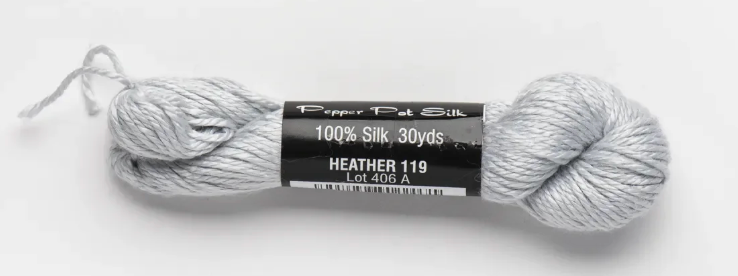 Pepper Pot Silk
100% Silk 30yds
HEATHER 119
Lot 406 A